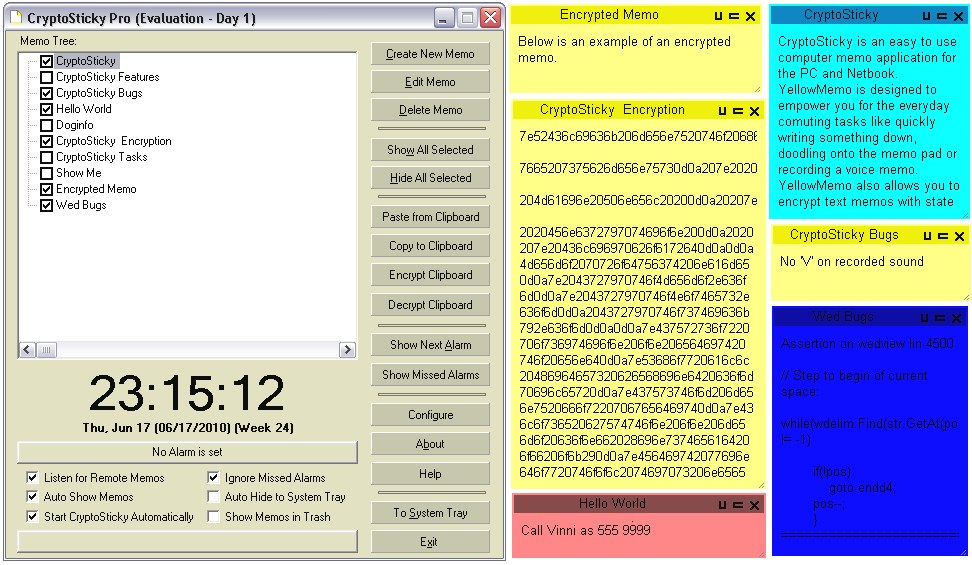 CryptoSticky Pro (Evaluation - Day 1)
Memo Tree:
CryptoSticky
CryptoSticky Features
CryptoSticky Bugs
Hello World
Doginfo
CryptoSticky Encryption
CryptoSticky Tasks
Show Me
Encrypted Memo
Wed Bugs
23:15:12
Thu, Jun 17 (06/17/2010) (Week 24)
No Alarm is set
Listen for Remote Memos
Ignore Missed Alarms
Auto Show Memos
Auto Hide to System Tray
Start CryptoSticky Automatically
Show Memos in Trash
Create New Memo
Edit Memo
Delete Memo
Show All Selected
Hide All Selected
Paste from Clipboard
Copy to Clipboard
Encrypt Clipboard
Decrypt Clipboard
Show Next Alarm
Show Missed Alarms
Configure
About
Help
To System Tray
Exit
Encrypted Memo
Below is an example of an encrypted
memo.
CryptoSticky Encryption
7e52436c69636b206d656e7520746f2068
7665207375626d656e75730d0a207e2020
204d61696e20506e656c20200d0a20207e
2020456e6372797074696f6e200d0a2020
207e20436c696970626f6172640d0a0d0a
4d656d6f2070726f64756374206e616d65
0d0a7e2043727970746f4d656d6f2e636f
6d0d0a7e2043727970746f4e6f7465732e
636f6d0d0a2043727970746f737469636b
792e636f6d0d0a0d0a7e437572736f7220
706f736974696f6e206f6e206564697420
746f20656e640d0a7e53686f7720616c6c
20486964657320626568696e6420636f6d
70696c65720d0a7e437573746f6d206d65
6e7520666f72207067656469740d0a7e43
6c6f736520627574746f6e206f6e206d65
6d6f20636f6e662028696e737465616420
6f66206f6b290d0a7e456469742077696e
646f7720746f6f6c2074697073206e6565
Hello World
Call Vinni as 555 9999
CryptoSticky
CryptoSticky is an easy to use
computer memo application for
the PC and Netbook.
YellowMemo is designed to
empower you for the everyday
comuting tasks like quickly
writing something down,
doodling onto the memo pad or
recording a voice memo.
YellowMemo also allows you to
encrypt text memos with state
CryptoSticky Bugs
No 'V' on recorded sound
Wed Bugs
Assertion on wedview lin 4500
// Step to begin of current
space:
while(wdelim.Find(str.GetAt(po
!= -1)
if(!pos)
goto endd4;
pos--;
}
======================